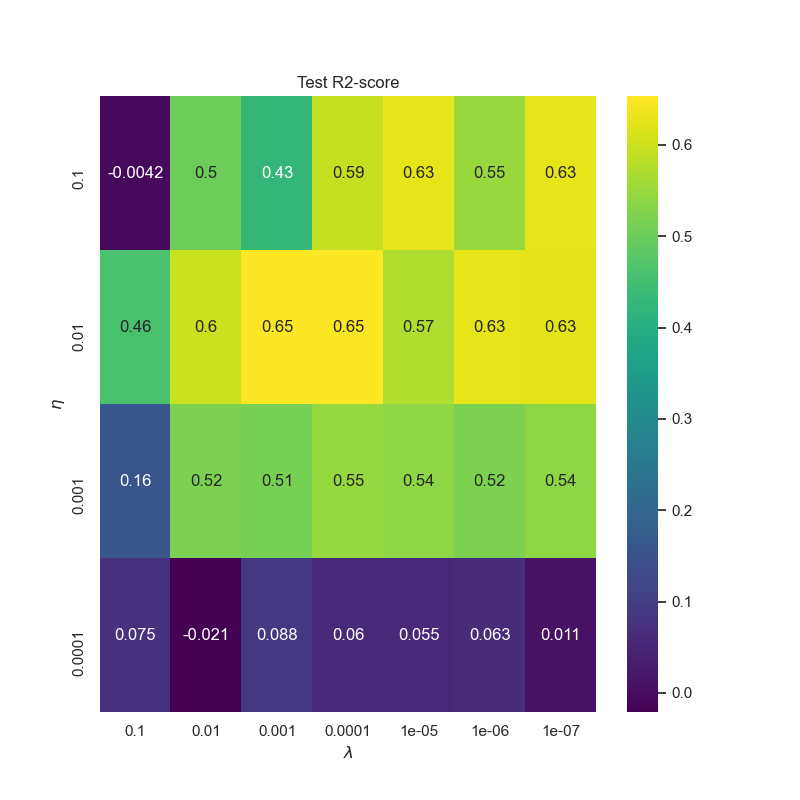 Test R2-score
0.1 -0.0042 0.5 0.43 0.59 0.63 0.55 0.63
0.01 0.46 0.6 0.65 0.65 0.57 0.63 0.63
η
0.001 0.16 0.52 0.51 0.55 0.54 0.52 0.54
0.0001 0.075 -0.021 0.088 0.06 0.055 0.063 0.011
0.1 0.01 0.001 0.0001 1e-05 1e-06 1e-07
λ
0.6
0.5
0.4
0.3
0.2
0.1
0.0